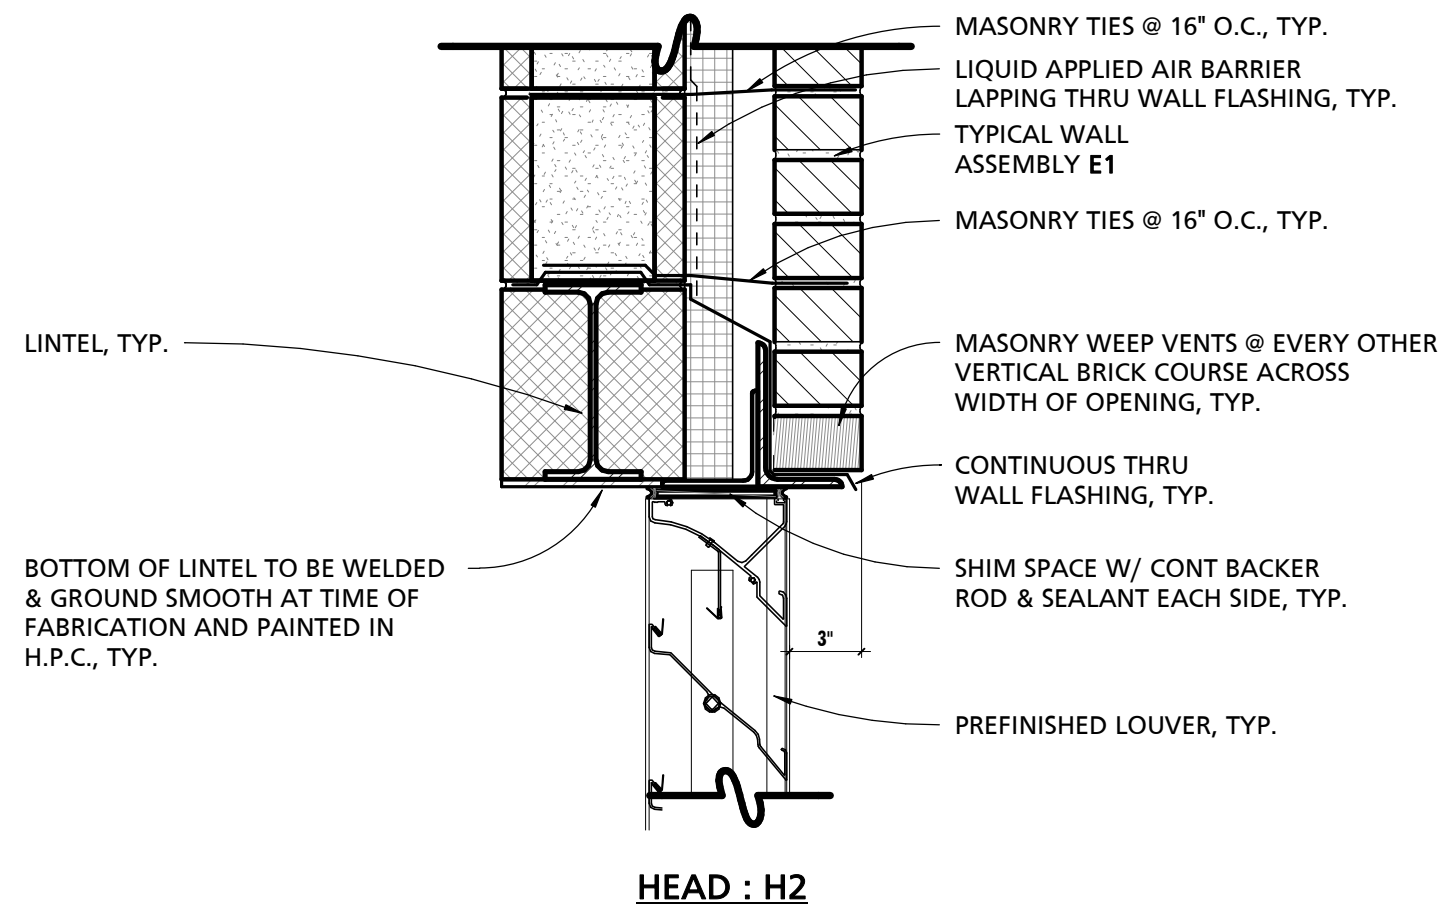 MASONRY TIES @ 16" O.C., TYP.
LIQUID APPLIED AIR BARRIER
LAPPING THRU WALL FLASHING, TYP.
TYPICAL WALL
ASSEMBLY E1
MASONRY TIES @ 16" O.C., TYP.
LINTEL, TYP.
MASONRY WEEP VENTS @ EVERY OTHER
VERTICAL BRICK COURSE ACROSS
WIDTH OF OPENING, TYP.
CONTINUOUS THRU
WALL FLASHING, TYP.
BOTTOM OF LINTEL TO BE WELDED
& GROUND SMOOTH AT TIME OF
FABRICATION AND PAINTED IN
H.P.C., TYP.
SHIM SPACE W/ CONT BACKER
ROD & SEALANT EACH SIDE, TYP.
3"
PREFINISHED LOUVER, TYP.
HEAD : H2